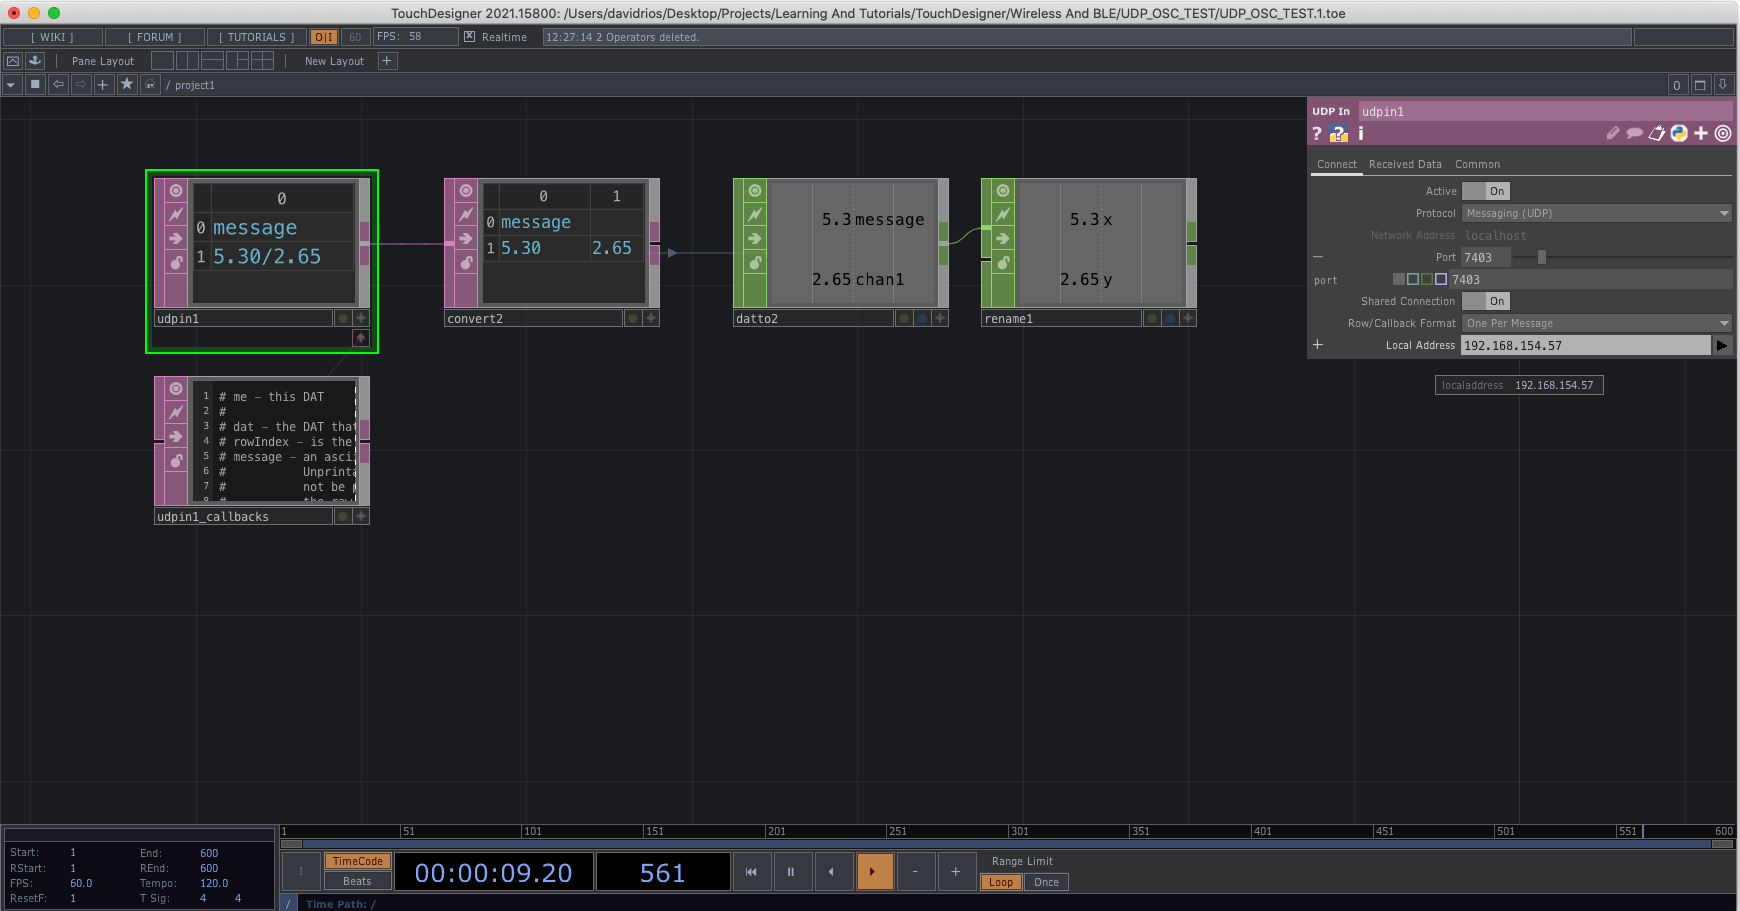 TouchDesigner 2021.15800: /Users/davidrios/Desktop/Projects/Learning And Tutorials/TouchDesigner/Wireless And BLE/UDP_OSC_TEST/UDP_OSC_TEST.1.toe
[ WIKI ] [ FORUM ] [ TUTORIALS ] O|I 60 FPS: 58 Realtime 12:27:14 2 Operators deleted.
Pane Layout New Layout +
/ project1 0
UDP In udpin1
? ? i
Connect Received Data Common
Active On
Protocol Messaging (UDP)
Network Address localhost
Port 7403
port 7403
Shared Connection On
Row/Callback Format One Per Message
+ Local Address 192.168.154.57
localaddress 192.168.154.57
0
0 message
1 5.30/2.65
udpin1
0 1
0 message
1 5.30 2.65
convert2
5.3 message
2.65 chan1
datto2
5.3 x
2.65 y
rename1
1 # me - this DAT
2 #
3 # dat - the DAT that
4 # rowIndex - is the
5 # message - an asci
6 # Unprinta
7 # not be
8 # the raw
udpin1_callbacks
1 51 101 151 201 251 301 351 401 451 501 551 600
Start: 1 End: 600
RStart: 1 REnd: 600
FPS: 60.0 Tempo: 120.0
ResetF: 1 T Sig: 4 4
TimeCode
Beats
00:00:09.20
561
- +
Range Limit
Loop Once
/ Time Path: /